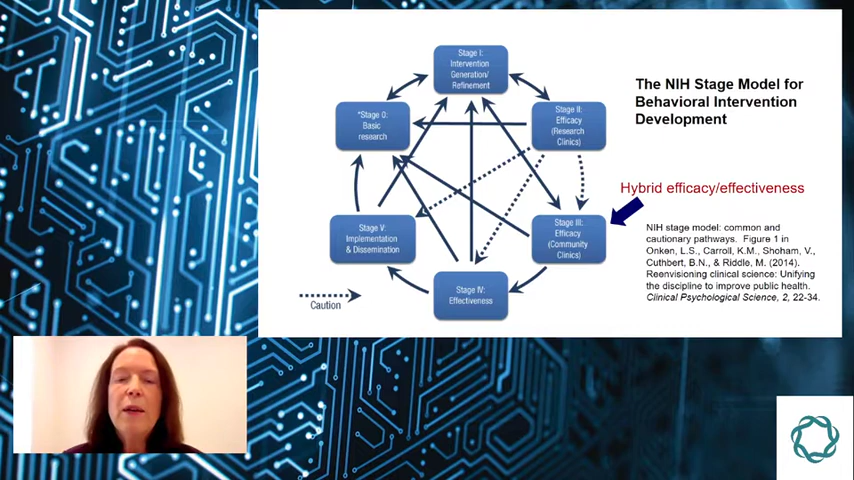 Stage I:
Intervention
Generation/
Refinement
*Stage 0:
Basic
research
Stage II:
Efficacy
(Research
Clinics)
Stage V:
Implementation
& Dissemination
Stage III:
Efficacy
(Community
Clinics)
Stage IV:
Effectiveness
Caution
The NIH Stage Model for
Behavioral Intervention
Development
Hybrid efficacy/effectiveness
NIH stage model: common and
cautionary pathways. Figure 1 in
Onken, L.S., Carroll, K.M., Shoham, V.,
Cuthbert, B.N., & Riddle, M. (2014).
Reenvisioning clinical science: Unifying
the discipline to improve public health.
Clinical Psychological Science, 2, 22-34.